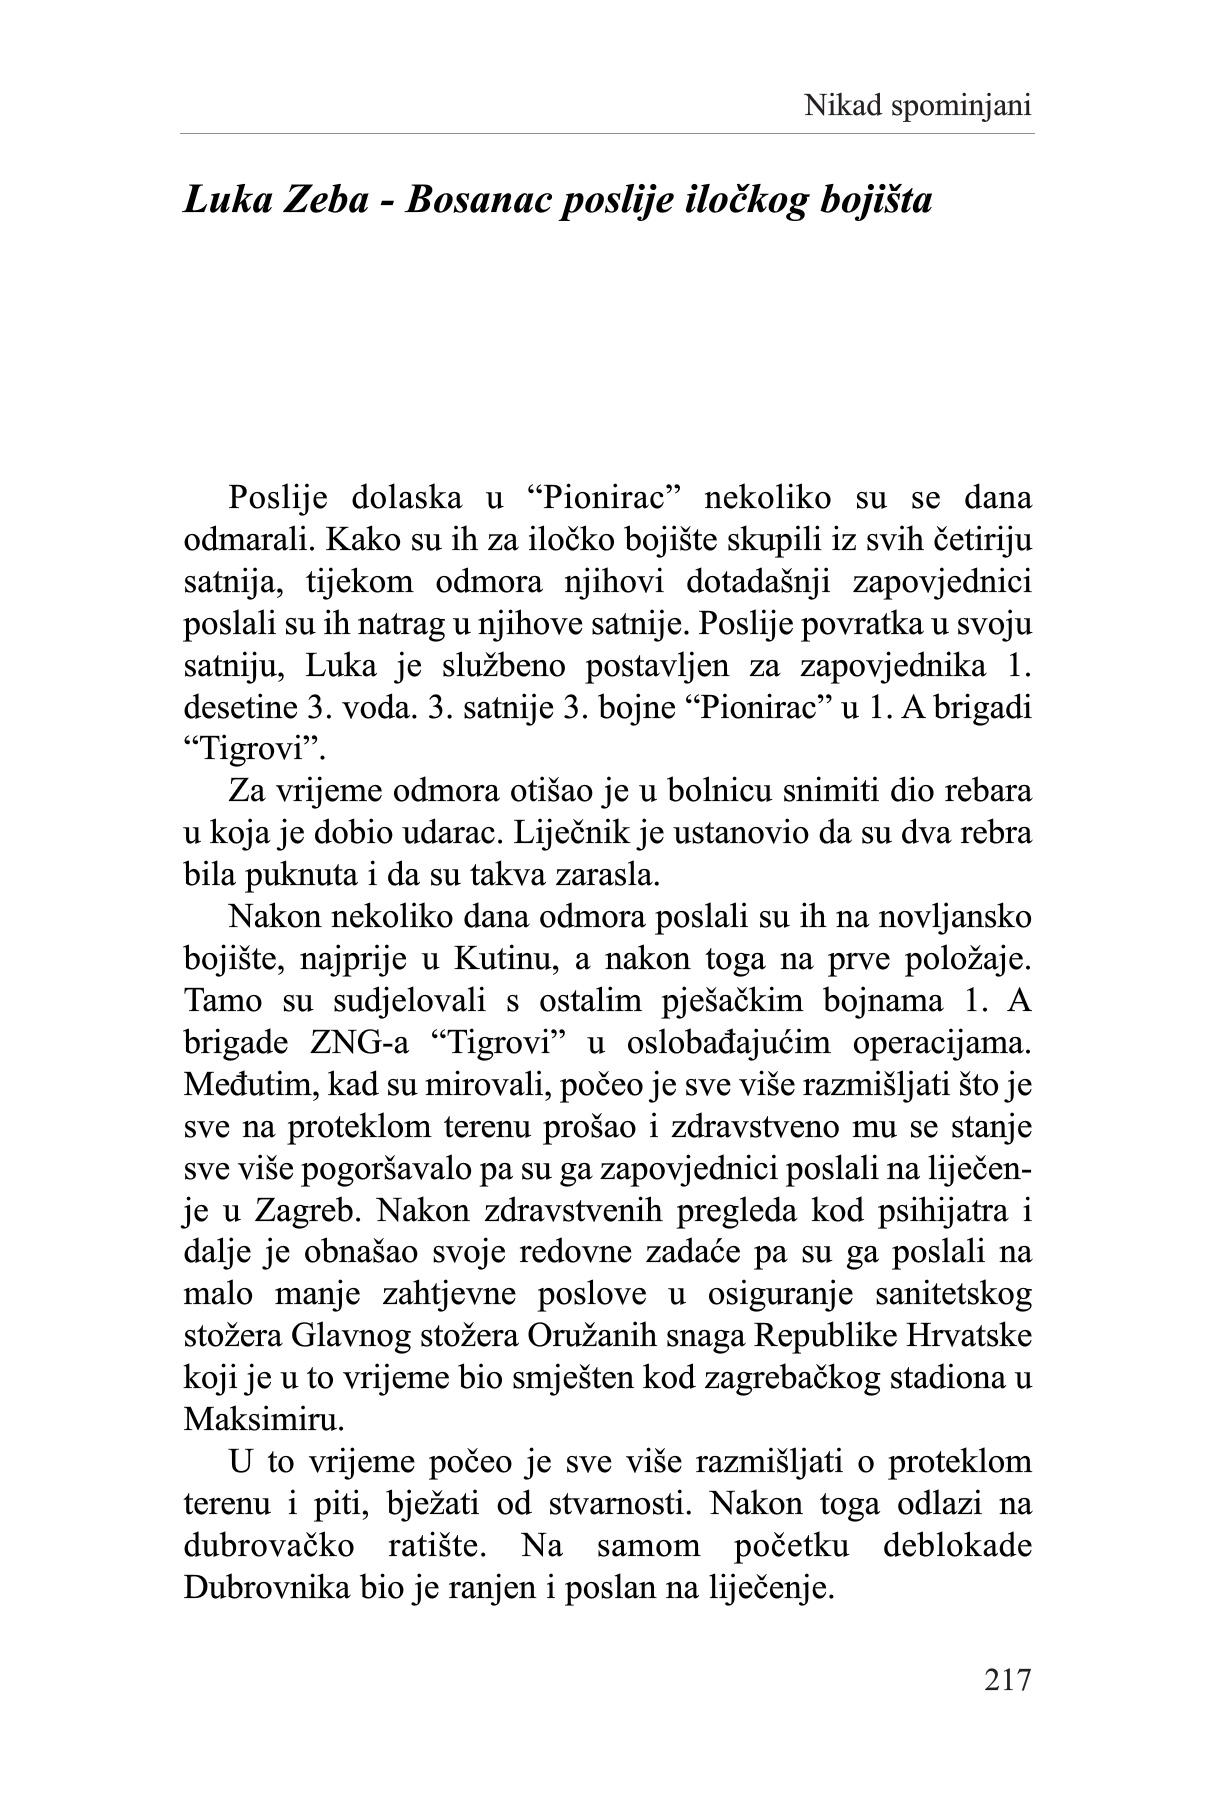 Nikad spominjani
Luka Zeba - Bosanac poslije iločkog bojišta
Poslije dolaska u “Pionirac” nekoliko su se dana
odmarali. Kako su ih za iločko bojište skupili iz svih četiriju
satnija, tijekom odmora njihovi dotadašnji zapovjednici
poslali su ih natrag u njihove satnije. Poslije povratka u svoju
satniju, Luka je službeno postavljen za zapovjednika 1.
desetine 3. voda. 3. satnije 3. bojne “Pionirac” u 1. A brigadi
“Tigrovi”.
Za vrijeme odmora otišao je u bolnicu snimiti dio rebara
u koja je dobio udarac. Liječnik je ustanovio da su dva rebra
bila puknuta i da su takva zarasla.
Nakon nekoliko dana odmora poslali su ih na novljansko
bojište, najprije u Kutinu, a nakon toga na prve položaje.
Tamo su sudjelovali s ostalim pješačkim bojnama 1. A
brigade ZNG-a “Tigrovi” u oslobađajućim operacijama.
Međutim, kad su mirovali, počeo je sve više razmišljati što je
sve na proteklom terenu prošao i zdravstveno mu se stanje
sve više pogoršavalo pa su ga zapovjednici poslali na liječen-
je u Zagreb. Nakon zdravstvenih pregleda kod psihijatra i
dalje je obnašao svoje redovne zadaće pa su ga poslali na
malo manje zahtjevne poslove u osiguranje sanitetskog
stožera Glavnog stožera Oružanih snaga Republike Hrvatske
koji je u to vrijeme bio smješten kod zagrebačkog stadiona u
Maksimiru.
U to vrijeme počeo je sve više razmišljati o proteklom
terenu i piti, bježati od stvarnosti. Nakon toga odlazi na
dubrovačko ratište. Na samom početku deblokade
Dubrovnika bio je ranjen i poslan na liječenje.
217